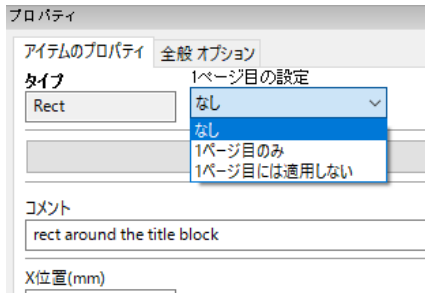 プロパティ
アイテムのプロパティ 全般 オプション
タイプ 1ページ目の設定
Rect なし
なし
1ページ目のみ
1ページ目には適用しない
コメント
rect around the title block
X位置(mm)